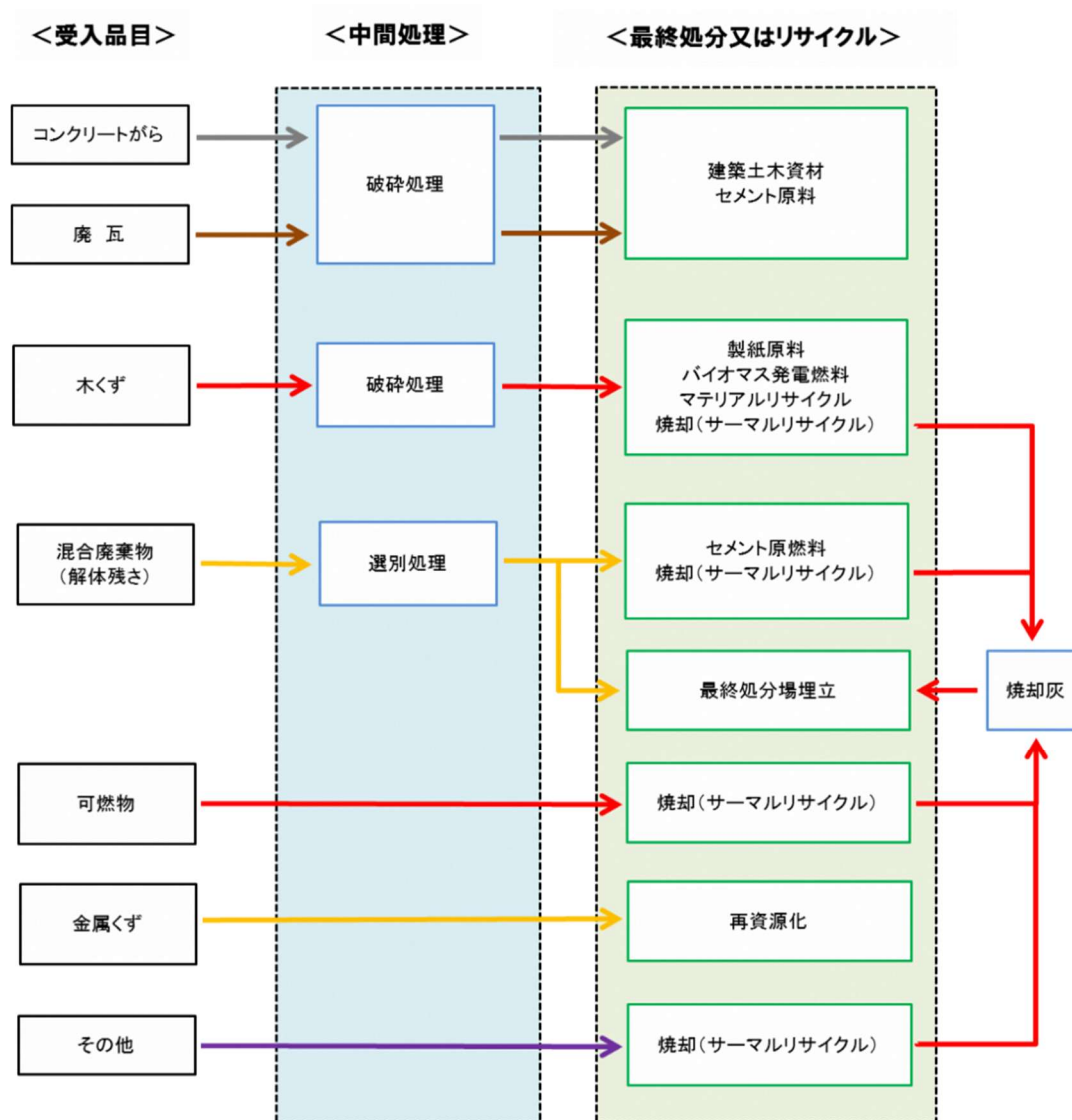 ＜受入品目＞
＜中間処理＞
＜最終処分又はリサイクル＞
コンクリートがら
破砕処理
建築土木資材
セメント原料
廃　瓦
木くず
破砕処理
製紙原料
バイオマス発電燃料
マテリアルリサイクル
焼却（サーマルリサイクル）
混合廃棄物
（解体残さ）
選別処理
セメント原燃料
焼却（サーマルリサイクル）
最終処分場埋立
焼却灰
可燃物
焼却（サーマルリサイクル）
金属くず
再資源化
その他
焼却（サーマルリサイクル）